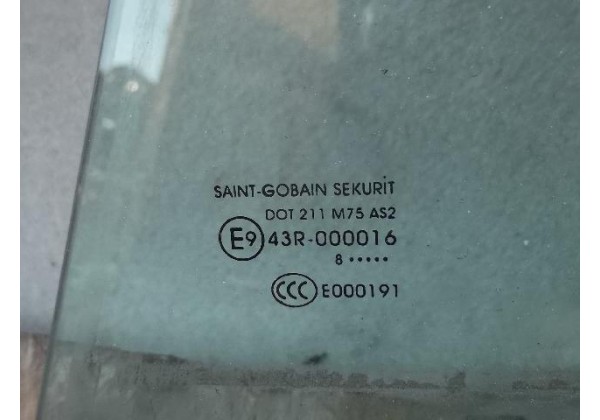 SAINT-GOBAIN SEKURIT
DOT 211 M75 AS2
E9 43R-000016
8 •••••
CCC E000191